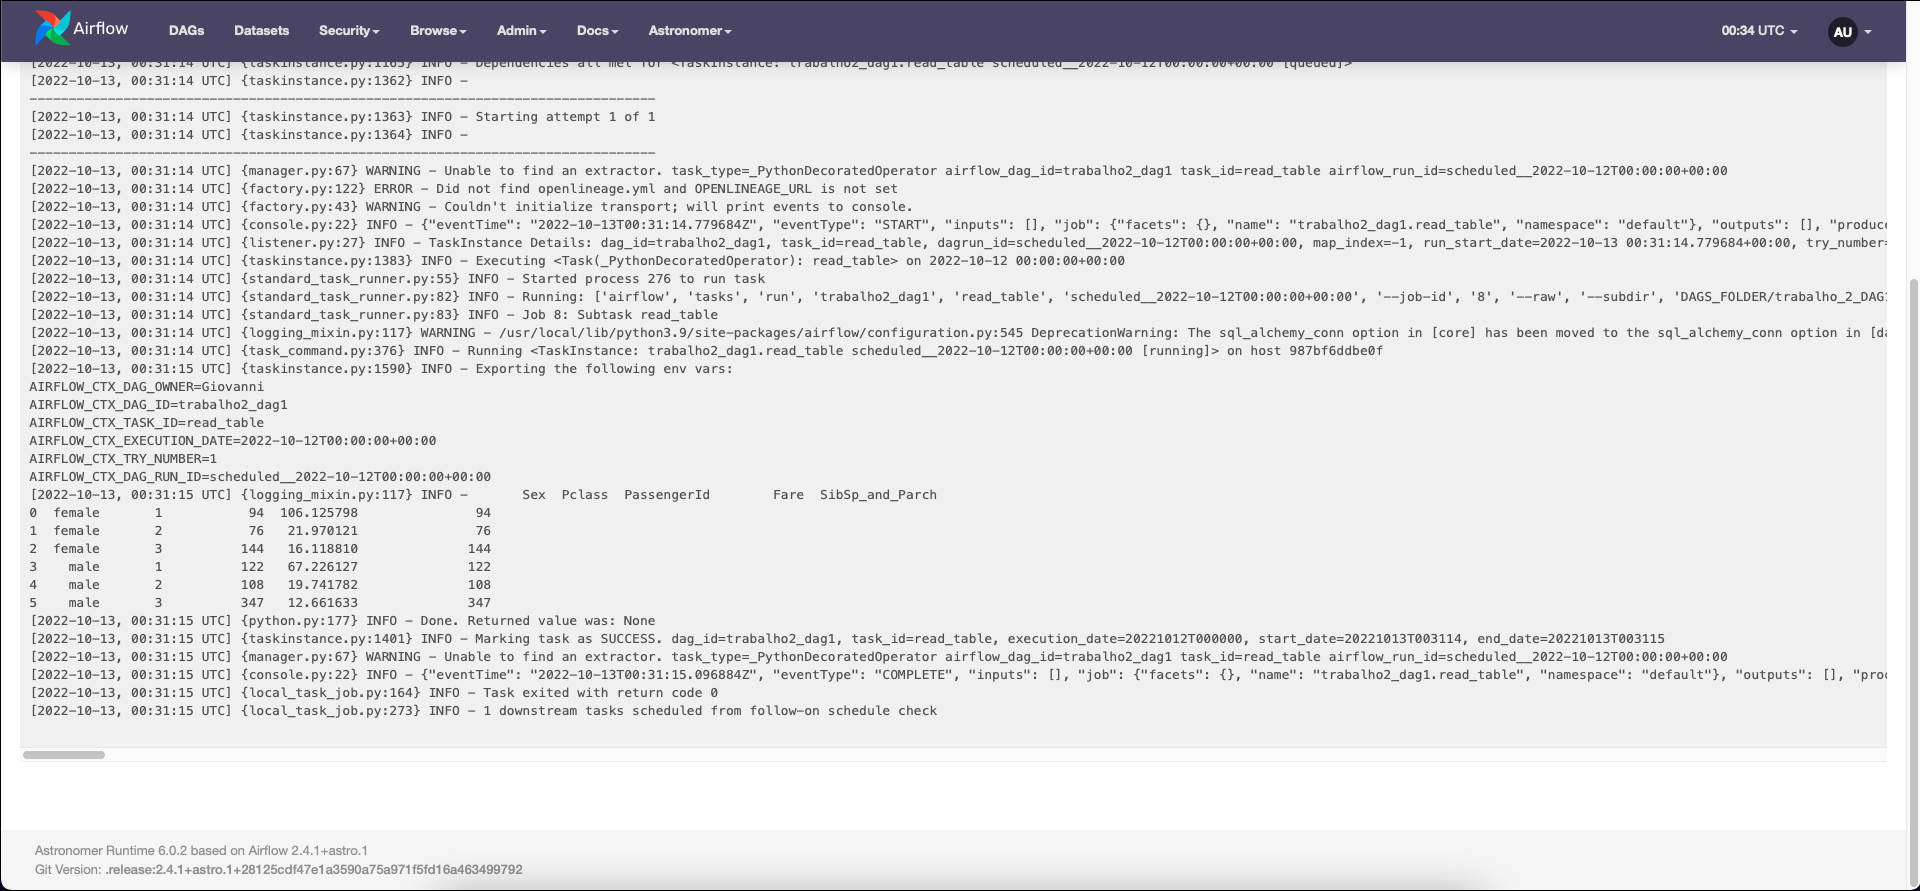 Airflow DAGs Datasets Security Browse Admin Docs Astronomer 00:34 UTC AU
[2022-10-13, 00:31:14 UTC] {taskinstance.py:1165} INFO - Dependencies all met for <TaskInstance: trabalho2_dag1.read_table scheduled__2022-10-12T00:00:00+00:00 [queued]>
[2022-10-13, 00:31:14 UTC] {taskinstance.py:1362} INFO -
--------------------------------------------------------------------------------
[2022-10-13, 00:31:14 UTC] {taskinstance.py:1363} INFO - Starting attempt 1 of 1
[2022-10-13, 00:31:14 UTC] {taskinstance.py:1364} INFO -
--------------------------------------------------------------------------------
[2022-10-13, 00:31:14 UTC] {manager.py:67} WARNING - Unable to find an extractor. task_type=_PythonDecoratedOperator airflow_dag_id=trabalho2_dag1 task_id=read_table airflow_run_id=scheduled__2022-10-12T00:00:00+00:00
[2022-10-13, 00:31:14 UTC] {factory.py:122} ERROR - Did not find openlineage.yml and OPENLINEAGE_URL is not set
[2022-10-13, 00:31:14 UTC] {factory.py:43} WARNING - Couldn't initialize transport; will print events to console.
[2022-10-13, 00:31:14 UTC] {console.py:22} INFO - {"eventTime": "2022-10-13T00:31:14.779684Z", "eventType": "START", "inputs": [], "job": {"facets": {}, "name": "trabalho2_dag1.read_table", "namespace": "default"}, "outputs": [], "produce
[2022-10-13, 00:31:14 UTC] {listener.py:27} INFO - TaskInstance Details: dag_id=trabalho2_dag1, task_id=read_table, dagrun_id=scheduled__2022-10-12T00:00:00+00:00, map_index=-1, run_start_date=2022-10-13 00:31:14.779684+00:00, try_number=
[2022-10-13, 00:31:14 UTC] {taskinstance.py:1383} INFO - Executing <Task(_PythonDecoratedOperator): read_table> on 2022-10-12 00:00:00+00:00
[2022-10-13, 00:31:14 UTC] {standard_task_runner.py:55} INFO - Started process 276 to run task
[2022-10-13, 00:31:14 UTC] {standard_task_runner.py:82} INFO - Running: ['airflow', 'tasks', 'run', 'trabalho2_dag1', 'read_table', 'scheduled__2022-10-12T00:00:00+00:00', '--job-id', '8', '--raw', '--subdir', 'DAGS_FOLDER/trabalho_2_DAG1
[2022-10-13, 00:31:14 UTC] {standard_task_runner.py:83} INFO - Job 8: Subtask read_table
[2022-10-13, 00:31:14 UTC] {logging_mixin.py:117} WARNING - /usr/local/lib/python3.9/site-packages/airflow/configuration.py:545 DeprecationWarning: The sql_alchemy_conn option in [core] has been moved to the sql_alchemy_conn option in [da
[2022-10-13, 00:31:14 UTC] {task_command.py:376} INFO - Running <TaskInstance: trabalho2_dag1.read_table scheduled__2022-10-12T00:00:00+00:00 [running]> on host 987bf6ddbe0f
[2022-10-13, 00:31:15 UTC] {taskinstance.py:1590} INFO - Exporting the following env vars:
AIRFLOW_CTX_DAG_OWNER=Giovanni
AIRFLOW_CTX_DAG_ID=trabalho2_dag1
AIRFLOW_CTX_TASK_ID=read_table
AIRFLOW_CTX_EXECUTION_DATE=2022-10-12T00:00:00+00:00
AIRFLOW_CTX_TRY_NUMBER=1
AIRFLOW_CTX_DAG_RUN_ID=scheduled__2022-10-12T00:00:00+00:00
[2022-10-13, 00:31:15 UTC] {logging_mixin.py:117} INFO - Sex Pclass PassengerId Fare SibSp_and_Parch
0 female 1 94 106.125798 94
1 female 2 76 21.970121 76
2 female 3 144 16.118810 144
3 male 1 122 67.226127 122
4 male 2 108 19.741782 108
5 male 3 347 12.661633 347
[2022-10-13, 00:31:15 UTC] {python.py:177} INFO - Done. Returned value was: None
[2022-10-13, 00:31:15 UTC] {taskinstance.py:1401} INFO - Marking task as SUCCESS. dag_id=trabalho2_dag1, task_id=read_table, execution_date=20221012T000000, start_date=20221013T003114, end_date=20221013T003115
[2022-10-13, 00:31:15 UTC] {manager.py:67} WARNING - Unable to find an extractor. task_type=_PythonDecoratedOperator airflow_dag_id=trabalho2_dag1 task_id=read_table airflow_run_id=scheduled__2022-10-12T00:00:00+00:00
[2022-10-13, 00:31:15 UTC] {console.py:22} INFO - {"eventTime": "2022-10-13T00:31:15.096884Z", "eventType": "COMPLETE", "inputs": [], "job": {"facets": {}, "name": "trabalho2_dag1.read_table", "namespace": "default"}, "outputs": [], "proc
[2022-10-13, 00:31:15 UTC] {local_task_job.py:164} INFO - Task exited with return code 0
[2022-10-13, 00:31:15 UTC] {local_task_job.py:273} INFO - 1 downstream tasks scheduled from follow-on schedule check
Astronomer Runtime 6.0.2 based on Airflow 2.4.1+astro.1
Git Version: .release:2.4.1+astro.1+28125cdf47e1a3590a75a971f5fd16a463499792